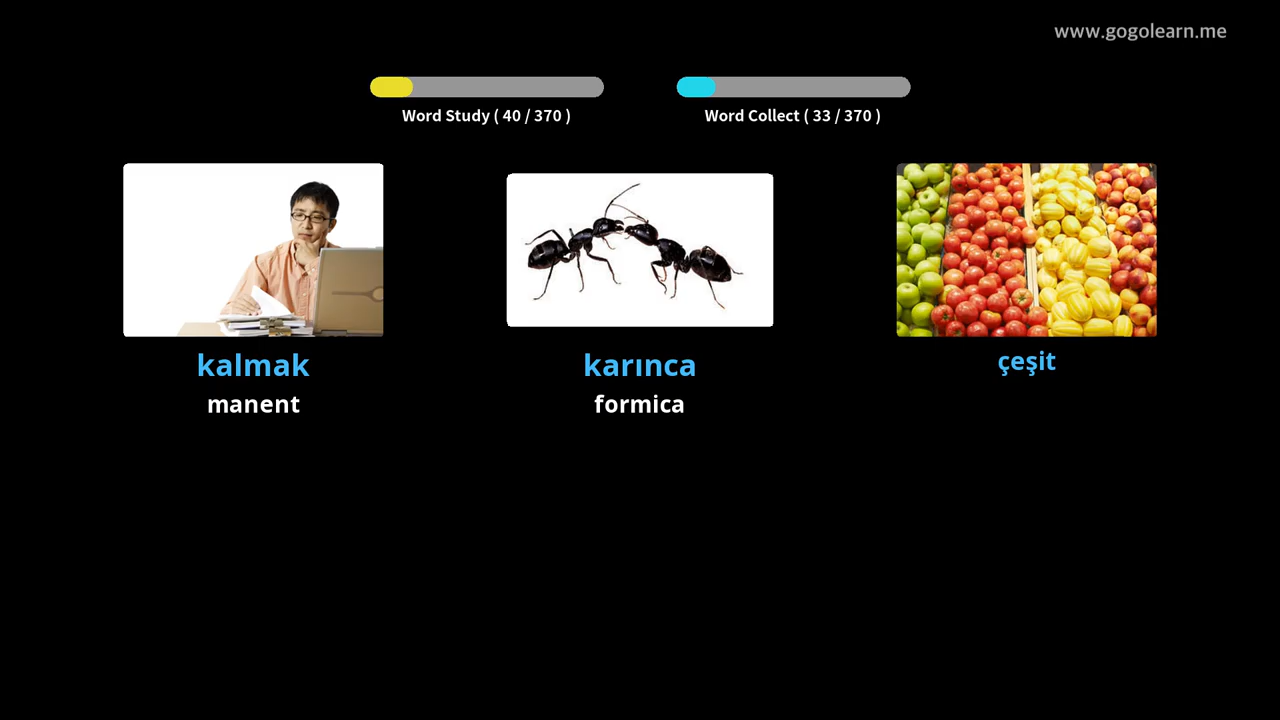 www.gogolearn.me
Word Study ( 40 / 370 )
Word Collect ( 33 / 370 )
kalmak
manent
karınca
formica
çeşit